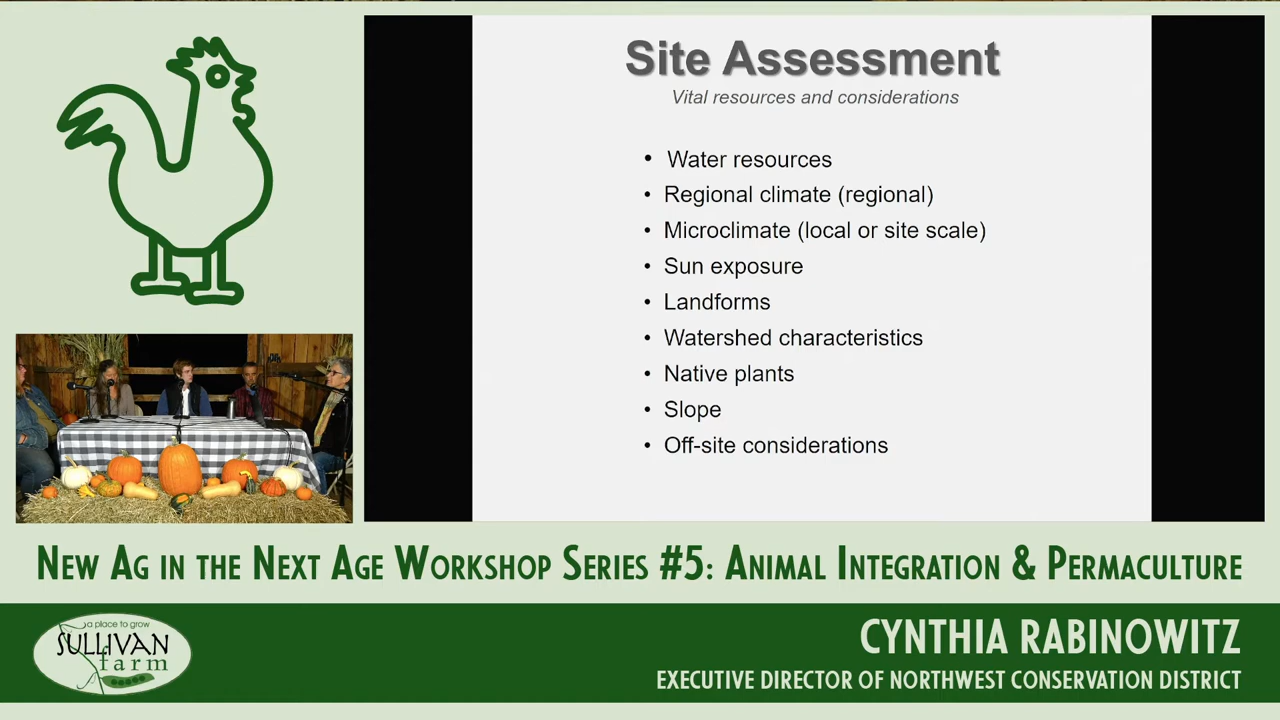 Site Assessment
Vital resources and considerations
• Water resources
• Regional climate (regional)
• Microclimate (local or site scale)
• Sun exposure
• Landforms
• Watershed characteristics
• Native plants
• Slope
• Off-site considerations
New Ag in the Next Age Workshop Series #5: Animal Integration & Permaculture
a place to grow
SULLIVAN
farm
CYNTHIA RABINOWITZ
EXECUTIVE DIRECTOR OF NORTHWEST CONSERVATION DISTRICT